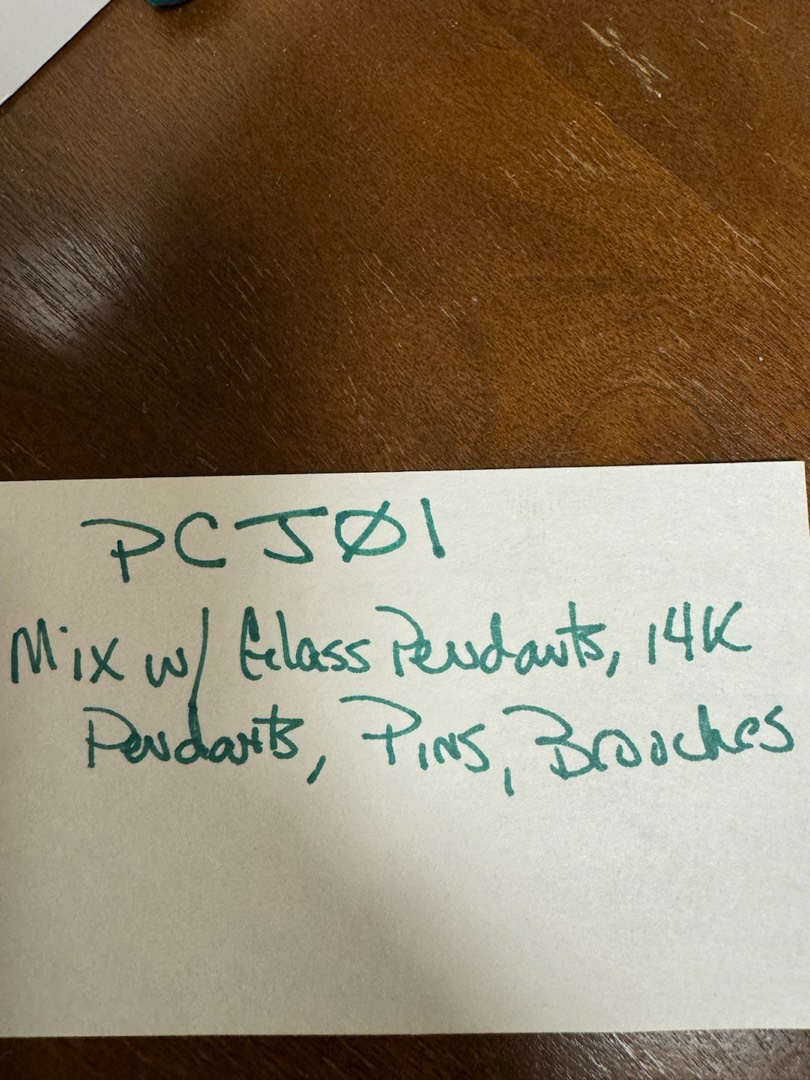 PCJØ1
Mix w/ Glass Pendants, 14K
Pendants, Pins, Brooches